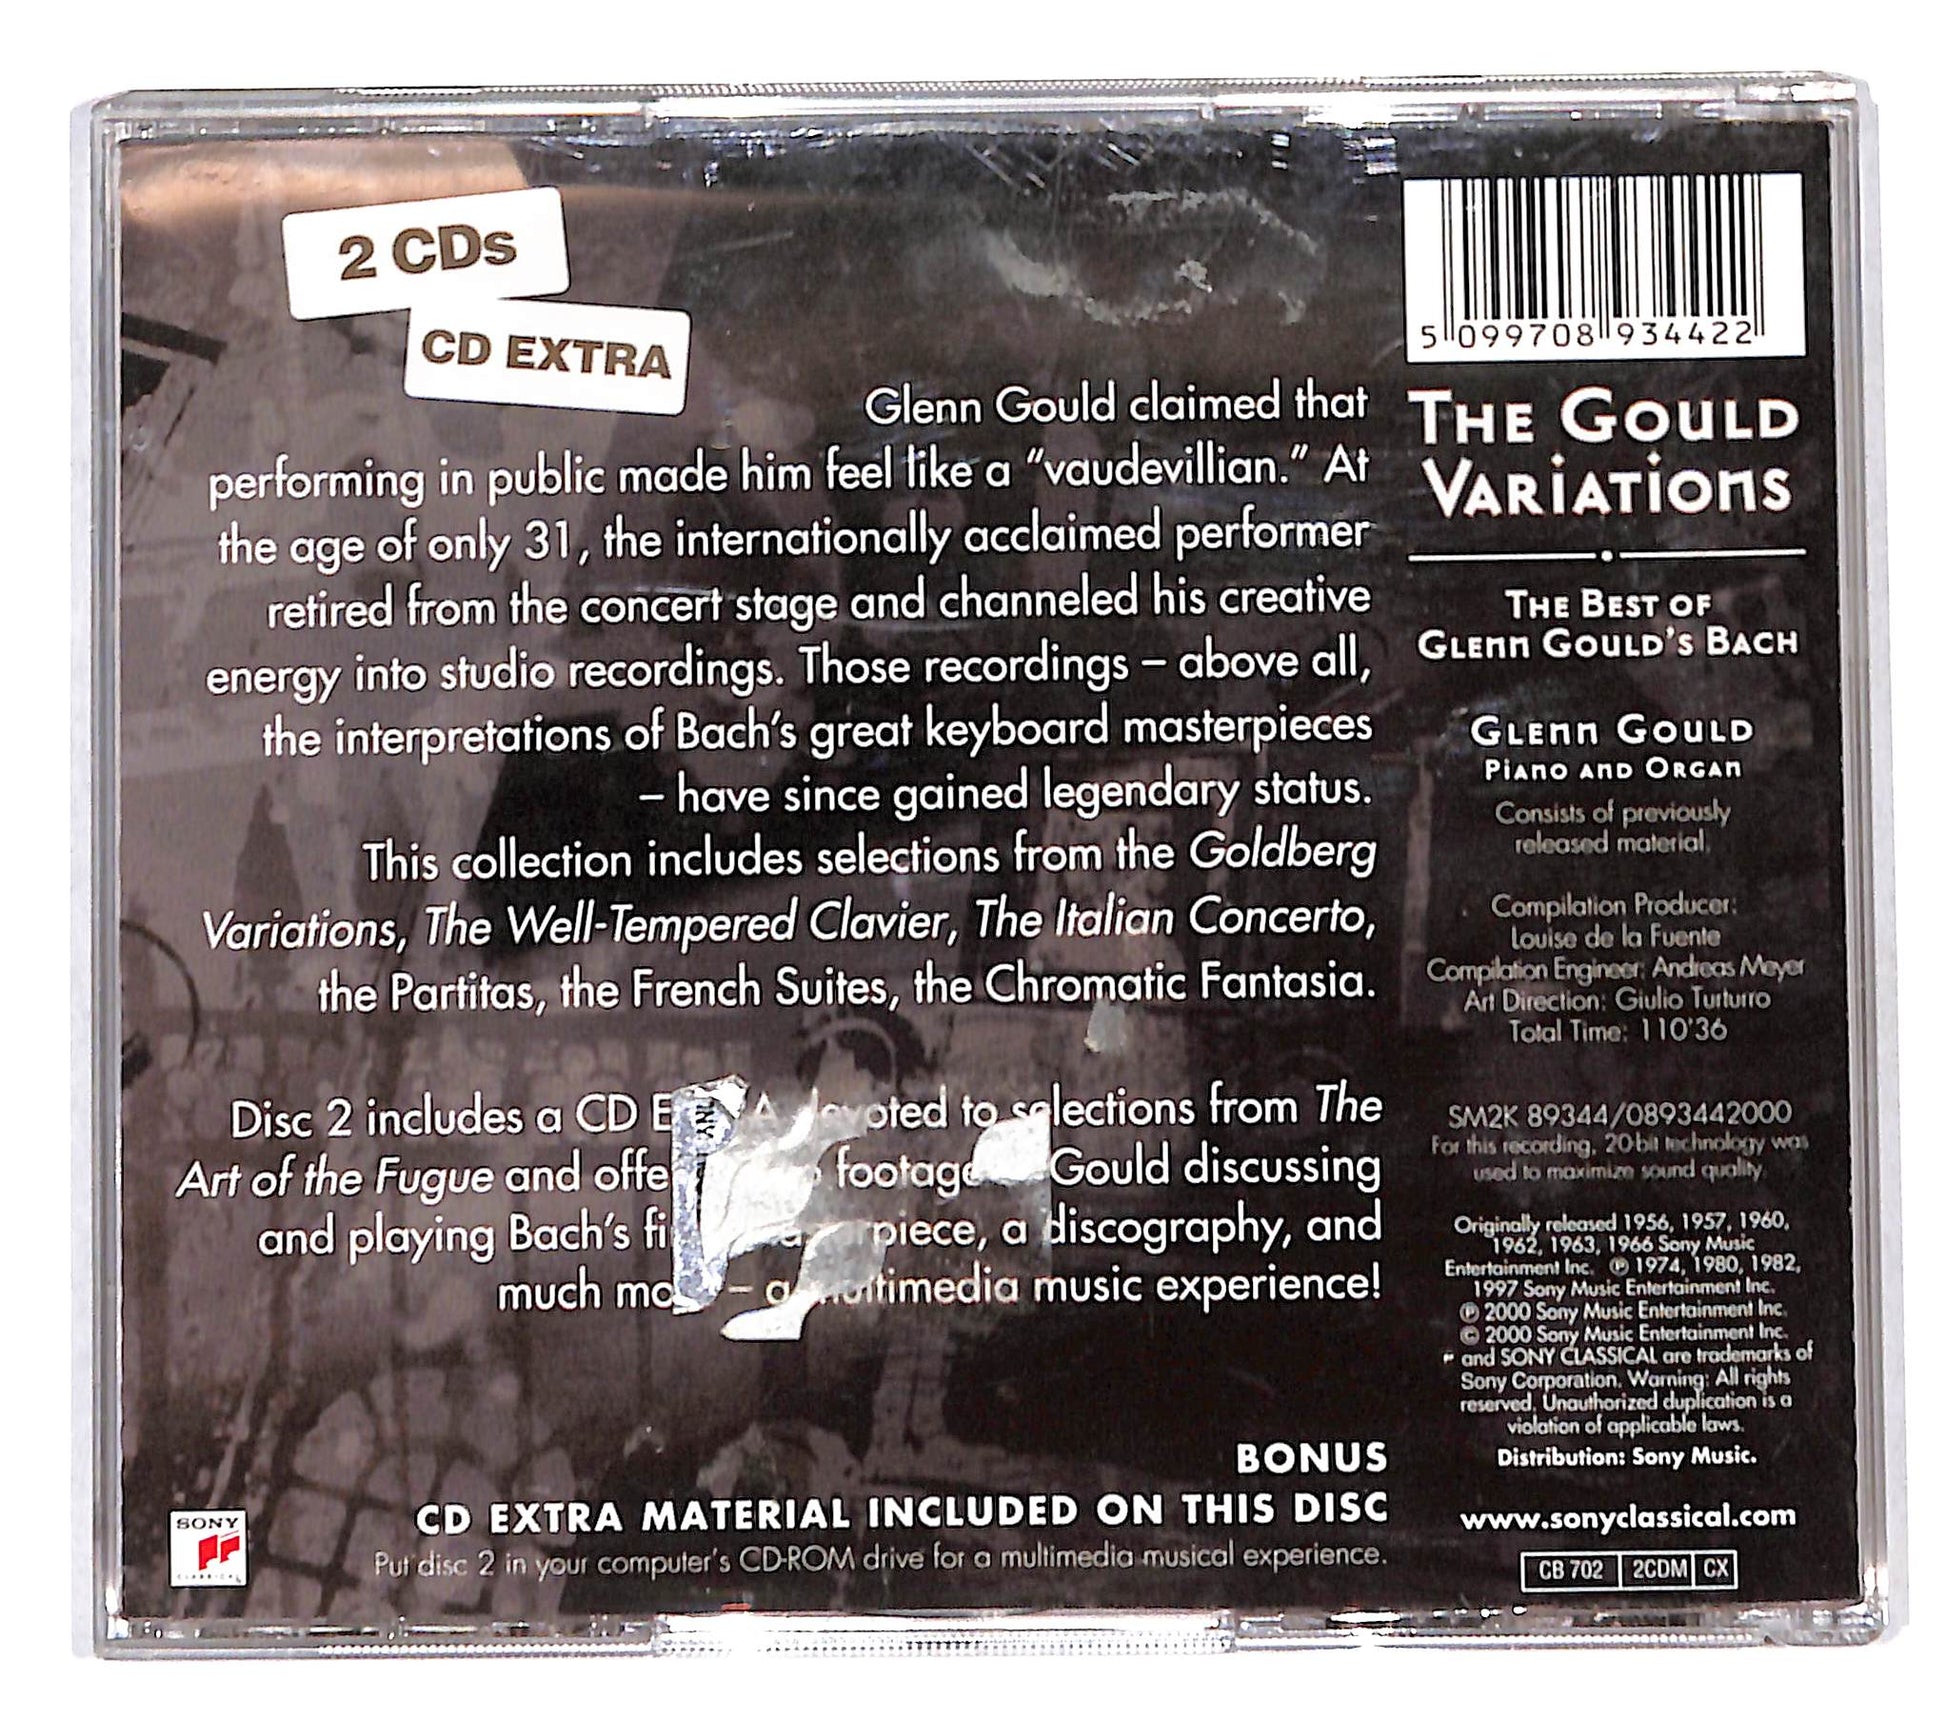 2 CDs
CD EXTRA
Glenn Gould claimed that
performing in public made him feel like a “vaudevillian.” At
the age of only 31, the internationally acclaimed performer
retired from the concert stage and channeled his creative
energy into studio recordings. Those recordings – above all,
the interpretations of Bach’s great keyboard masterpieces
– have since gained legendary status.
This collection includes selections from the Goldberg
Variations, The Well-Tempered Clavier, The Italian Concerto,
the Partitas, the French Suites, the Chromatic Fantasia.
Disc 2 includes a CD devoted to selections from The
Art of the Fugue and footage Gould discussing
and playing Bach’s a discography, and
much – a multimedia music experience!
BONUS
CD EXTRA MATERIAL INCLUDED ON THIS DISC
Put disc 2 in your computer’s CD-ROM drive for a multimedia musical experience.
SONY
CLASSICAL
5 099708 934422
THE GOULD
VARIATIONS
THE BEST OF
GLENN GOULD’S BACH
GLENN GOULD
PIANO AND ORGAN
Consists of previously
released material.
Compilation Producer:
Louise de la Fuente
Compilation Engineer: Andreas Meyer
Art Direction: Giulio Turturro
Total Time: 110'36
SM2K 89344/0893442000
For this recording, 20-bit technology was
used to maximize sound quality.
Originally released 1956, 1957, 1960,
1962, 1963, 1966 Sony Music
Entertainment Inc. ℗ 1974, 1980, 1982,
1997 Sony Music Entertainment Inc.
℗ 2000 Sony Music Entertainment Inc.
© 2000 Sony Music Entertainment Inc.
and SONY CLASSICAL are trademarks of
Sony Corporation. Warning: All rights
reserved. Unauthorized duplication is a
violation of applicable laws.
Distribution: Sony Music.
www.sonyclassical.com
CB 702 2CDM CX